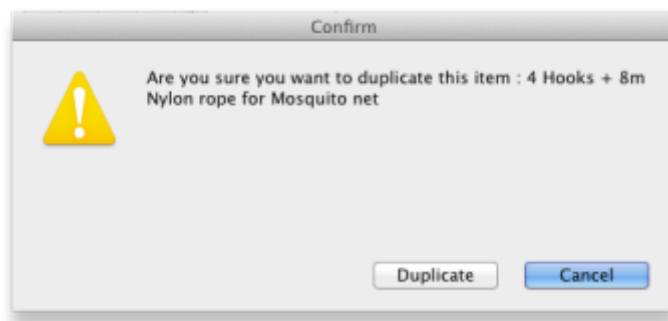 Confirm
Are you sure you want to duplicate this item : 4 Hooks + 8m
Nylon rope for Mosquito net
Duplicate
Cancel